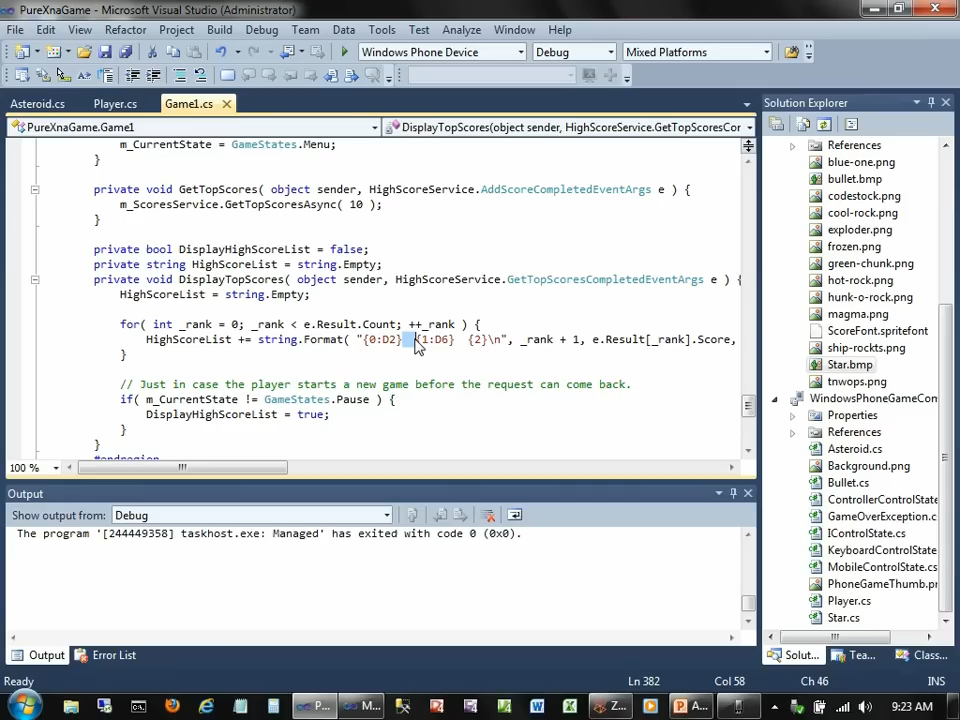 PureXnaGame - Microsoft Visual Studio (Administrator)
File Edit View Refactor Project Build Debug Team Data Tools Test Analyze Window Help
Windows Phone Device Debug Mixed Platforms
Asteroid.cs Player.cs Game1.cs
PureXnaGame.Game1 DisplayTopScores(object sender, HighScoreService.GetTopScoresCor
m_CurrentState = GameStates.Menu;
}
private void GetTopScores( object sender, HighScoreService.AddScoreCompletedEventArgs e ) {
m_ScoresService.GetTopScoresAsync( 10 );
}
private bool DisplayHighScoreList = false;
private string HighScoreList = string.Empty;
private void DisplayTopScores( object sender, HighScoreService.GetTopScoresCompletedEventArgs e ) {
HighScoreList = string.Empty;
for( int _rank = 0; _rank < e.Result.Count; ++_rank ) {
HighScoreList += string.Format( "{0:D2}  {1:D6}  {2}\n", _rank + 1, e.Result[_rank].Score,
}
// Just in case the player starts a new game before the request can come back.
if( m_CurrentState != GameStates.Pause ) {
DisplayHighScoreList = true;
}
}
#endregion
100 %
Output
Show output from: Debug
The program '[244449358] taskhost.exe: Managed' has exited with code 0 (0x0).
Output Error List
Solution Explorer
References
blue-one.png
bullet.bmp
codestock.png
cool-rock.png
exploder.png
frozen.png
green-chunk.png
hot-rock.png
hunk-o-rock.png
magma.png
ScoreFont.spritefont
ship-rockts.png
Star.bmp
tnwops.png
WindowsPhoneGameCom
Properties
References
Asteroid.cs
Background.png
Bullet.cs
ControllerControlState
GameOverException.c
IControlState.cs
KeyboardControlState
MobileControlState.cs
PhoneGameThumb.pr
Player.cs
Star.cs
Solut... Tea... Class...
Ready Ln 382 Col 58 Ch 46
P... M... Z... P...
9:23 AM